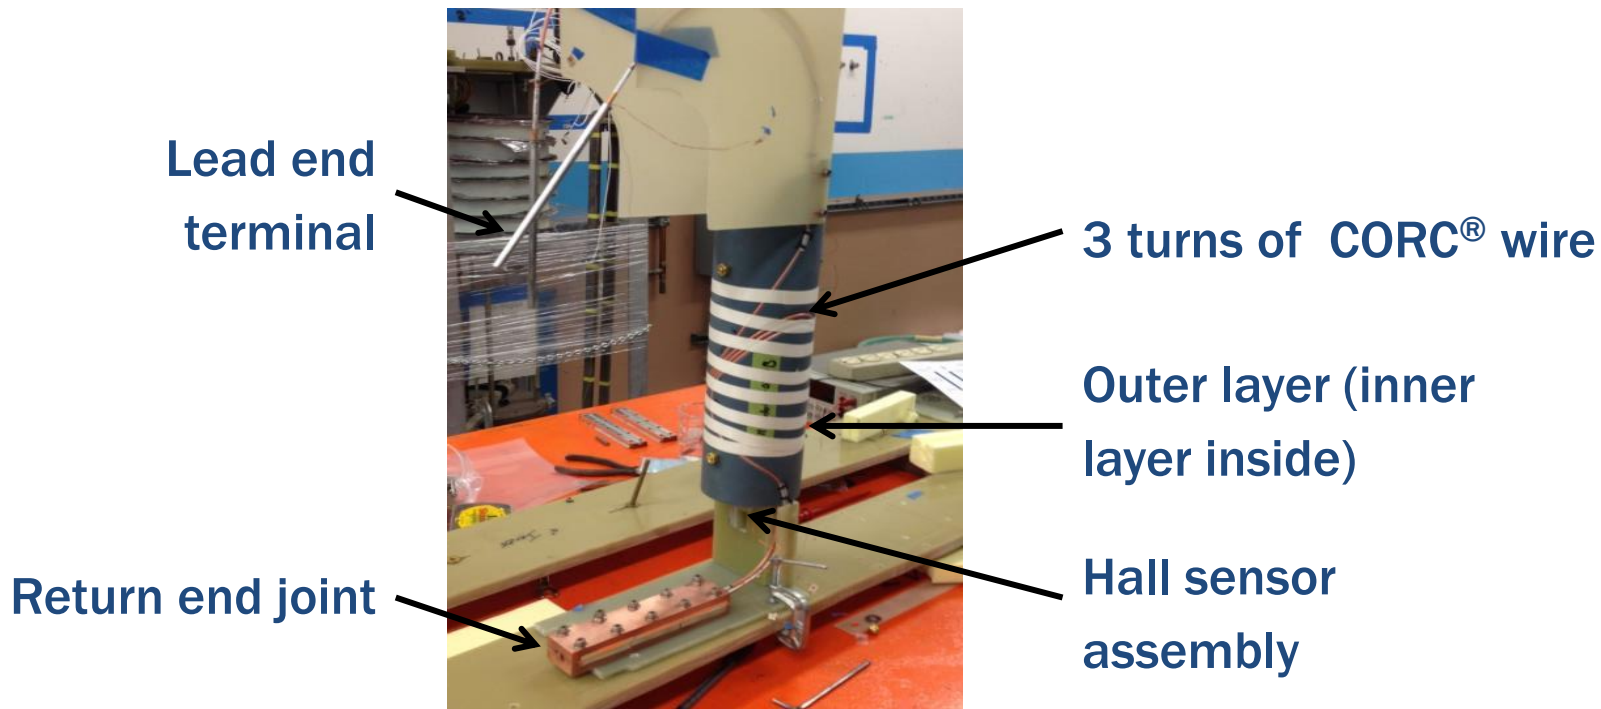 Lead end
terminal
3 turns of CORC® wire
Outer layer (inner
layer inside)
Return end joint
Hall sensor
assembly